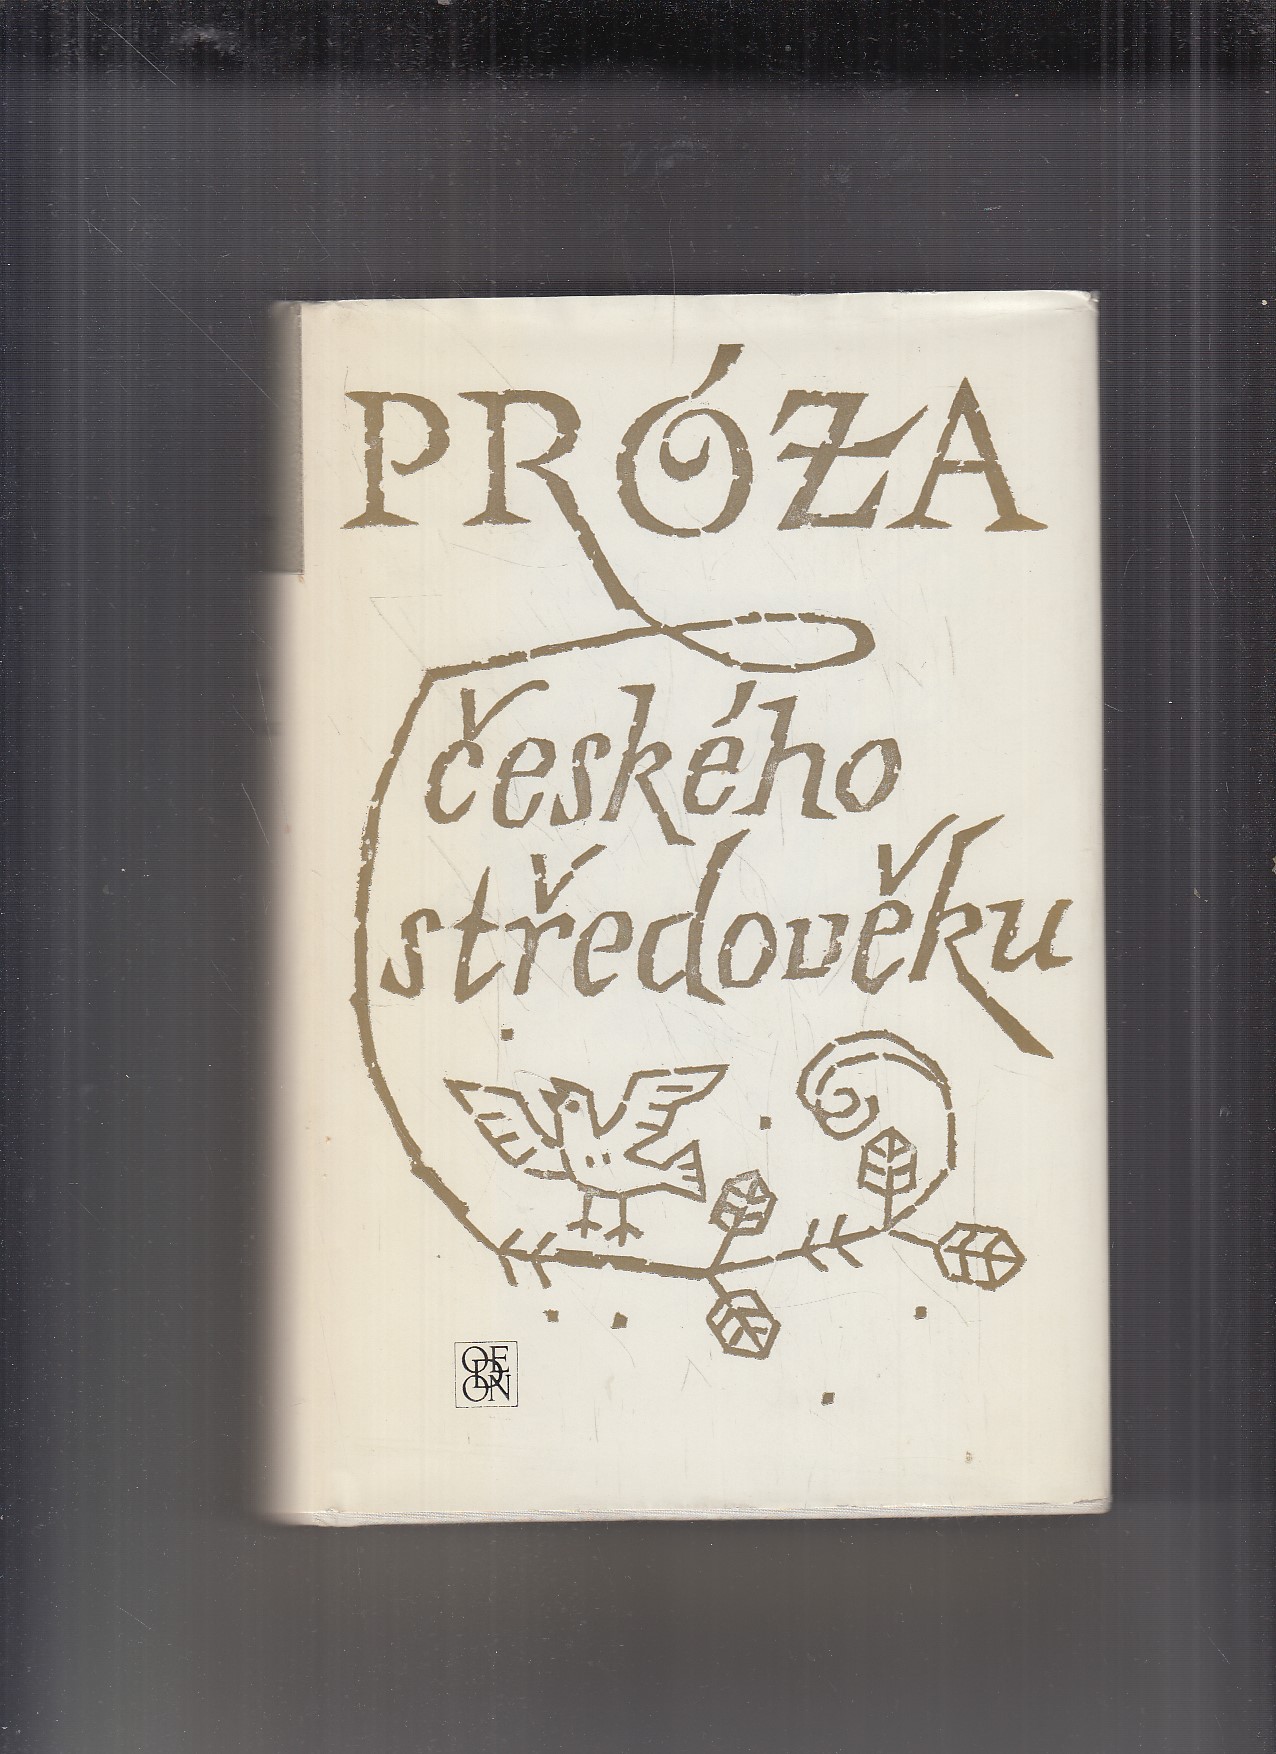 PRÓZA
českého
středověku
ODEON